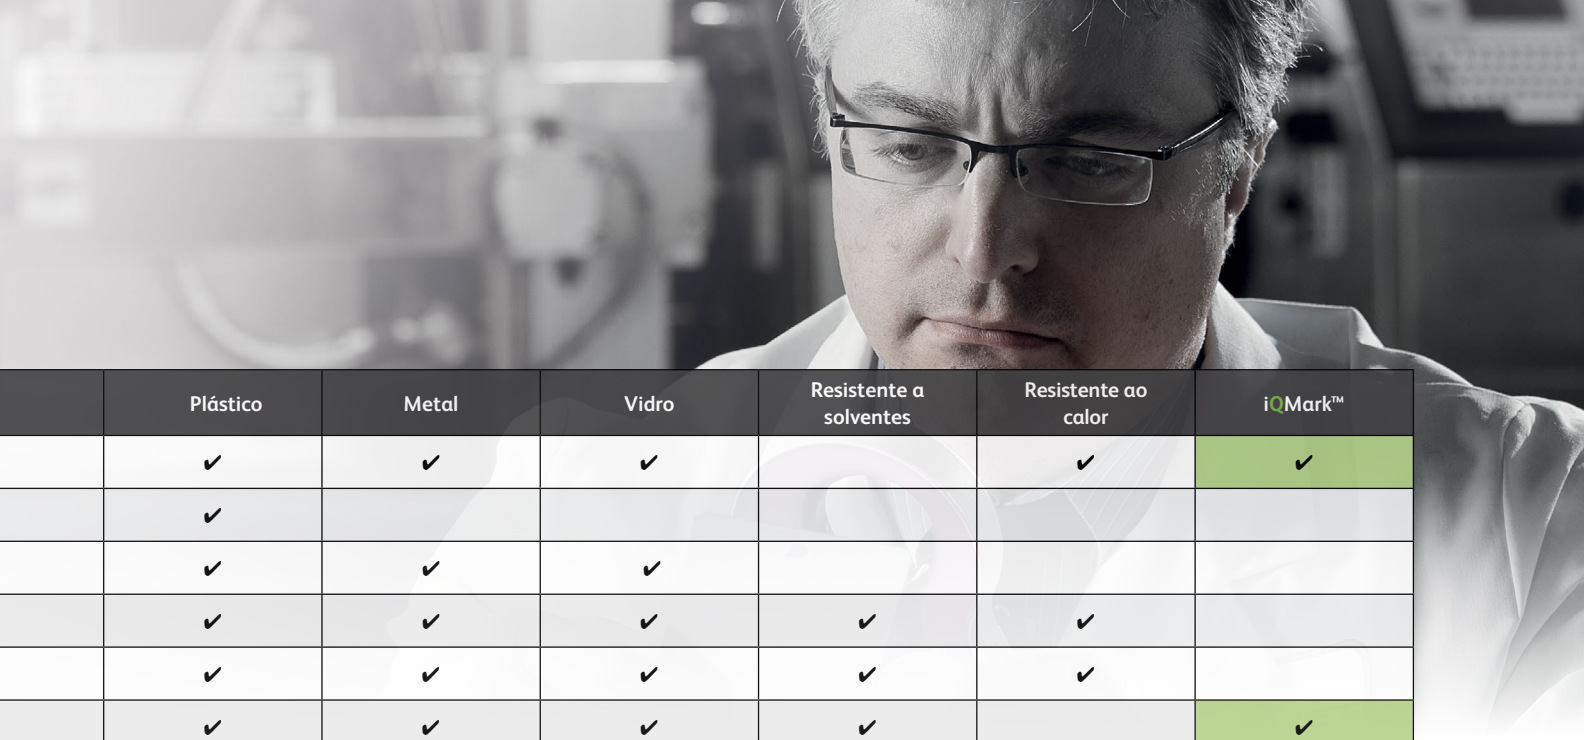 Plástico Metal Vidro Resistente a solventes Resistente ao calor iQMark™
✔ ✔ ✔ ✔ ✔
✔
✔ ✔ ✔
✔ ✔ ✔ ✔ ✔
✔ ✔ ✔ ✔ ✔
✔ ✔ ✔ ✔ ✔